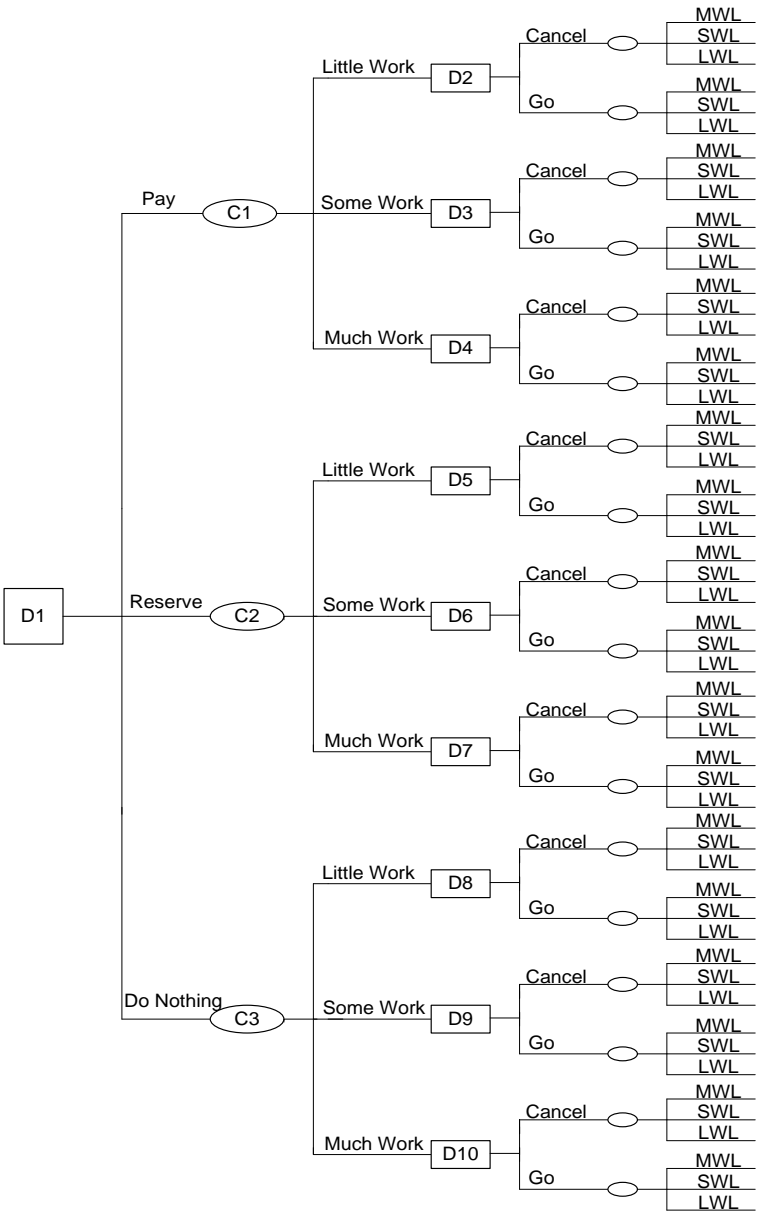 MWL
Cancel
SWL
LWL
Little Work
D2
MWL
Go
SWL
LWL
MWL
Cancel
SWL
LWL
Pay
C1
Some Work
D3
MWL
Go
SWL
LWL
MWL
Cancel
SWL
LWL
Much Work
D4
MWL
Go
SWL
LWL
MWL
Cancel
SWL
LWL
Little Work
D5
MWL
Go
SWL
LWL
MWL
Cancel
SWL
LWL
D1
Reserve
C2
Some Work
D6
MWL
Go
SWL
LWL
MWL
Cancel
SWL
LWL
Much Work
D7
MWL
Go
SWL
LWL
MWL
Cancel
SWL
LWL
Little Work
D8
MWL
Go
SWL
LWL
MWL
Cancel
SWL
LWL
Do Nothing
C3
Some Work
D9
MWL
Go
SWL
LWL
MWL
Cancel
SWL
LWL
Much Work
D10
MWL
Go
SWL
LWL